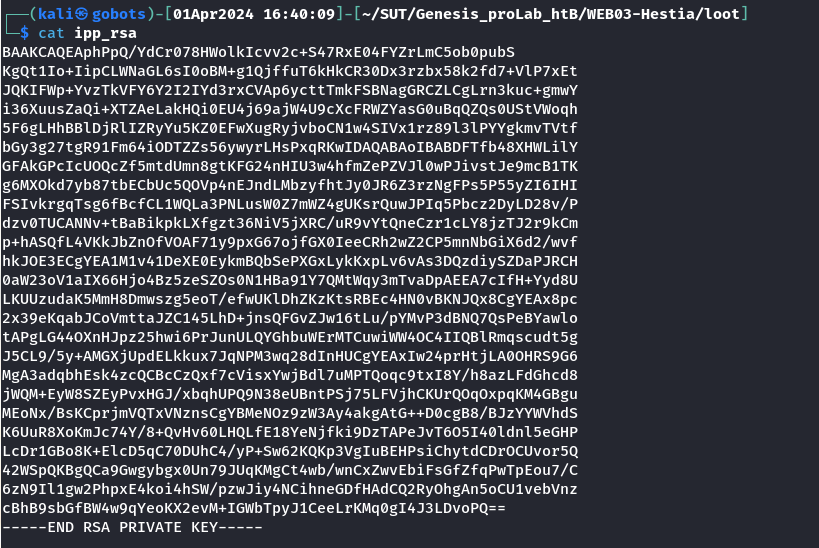 ┌──(kali㉿gobots)-[01Apr2024 16:40:09]-[~/SUT/Genesis_proLab_htB/WEB03-Hestia/loot]
└─$ cat ipp_rsa
BAAKCAQEAphPpQ/YdCr078HWolkIcvv2c+S47RxE04FYZrLmC5ob0pubS
KgQt1Io+IipCLWNaGL6sI0oBM+g1QjffuT6kHkCR30Dx3rzbx58k2fd7+VlP7xEt
JQKIFWp+YvzTkVFY6Y2I2IYd3rxCVAp6ycttTmkFSBNagGRCZLCgLrn3kuc+gmwY
i36XuusZaQi+XTZAeLakHQi0EU4j69ajW4U9cXcFRWZYasG0uBqQZQs0UStVWoqh
5F6gLHhBBlDjRlIZRyYu5KZ0EFwXugRyjvboCN1w4SIVx1rz89l3lPYYgkmvTVtf
bGy3g27tgR91Fm64iODTZZs56ywyrLHsPxqRKwIDAQABAoIBABDFTfb48XHWLilY
GFAkGPcIcUOQcZf5mtdUmn8gtKFG24nHIU3w4hfmZePZVJl0wPJivstJe9mcB1TK
g6MXOkd7yb87tbECbUc5QOVp4nEJndLMbzyfhtJy0JR6Z3rzNgFPs5P55yZI6IHI
FSIvkrgqTsg6fBcfCL1WQLa3PNLusW0Z7mWZ4gUKsrQuwJPIq5Pbcz2DyLD28v/P
dzv0TUCANNv+tBaBikpkLXfgzt36NiV5jXRC/uR9vYtQneCzr1cLY8jzTJ2r9kCm
p+hASQfL4VKkJbZnOfVOAF71y9pxG67ojfGX0IeeCRh2wZ2CP5mnNbGiX6d2/wvf
hkJOE3ECgYEA1M1v41DeXE0EykmBQbSePXGxLykKxpLv6vAs3DQzdiySZDaPJRCH
0aW23oV1aIX66Hjo4Bz5zeSZOs0N1HBa91Y7QMtWqy3mTvaDpAEEA7cIfH+Yyd8U
LKUUzudaK5MmH8Dmwszg5eoT/efwUKlDhZKzKtsRBEc4HN0vBKNJQx8CgYEAx8pc
2x39eKqabJCoVmttaJZC145LhD+jnsQFGvZJw16tLu/pYMvP3dBNQ7QsPeBYawlo
tAPgLG44OXnHJpz25hwi6PrJunULQYGhbuWErMTCuwiWW4OC4IIQBlRmqscudt5g
J5CL9/5y+AMGXjUpdELkkux7JqNPM3wq28dInHUCgYEAxIw24prHtjLA0OHRS9G6
MgA3adqbhEsk4zcQCBcCzQxf7cVisxYwjBdl7uMPTQoqc9txI8Y/h8azLFdGhcd8
jWQM+EyW8SZEyPvxHGJ/xbqhUPQ9N38eUBntPSj75LFVjhCKUrQOqOxpqKM4GBgu
MEoNx/BsKCprjmVQTxVNznsCgYBMeNOz9zW3Ay4akgAtG++D0cgB8/BJzYYWVhdS
K6UuR8XoKmJc74Y/8+QvHv60LHQLfE18YeNjfki9DzTAPeJvT6O5I40ldnl5eGHP
LcDr1GBo8K+ElcD5qC70DUhC4/yP+Sw62KQKp3VgIuBEHPsiChytdCDrOCUvor5Q
42WSpQKBgQCa9Gwgybgx0Un79JUqKMgCt4wb/wnCxZwvEbiFsGfZfqPwTpEou7/C
6zN9Il1gw2PhpxE4koi4hSW/pzwJiy4NCihneGDfHAdCQ2RyOhgAn5oCU1vebVnz
cBhB9sbGfBW4w9qYeoKX2evM+IGWbTpyJ1CeeLrKMq0gI4J3LDvoPQ==
-----END RSA PRIVATE KEY-----